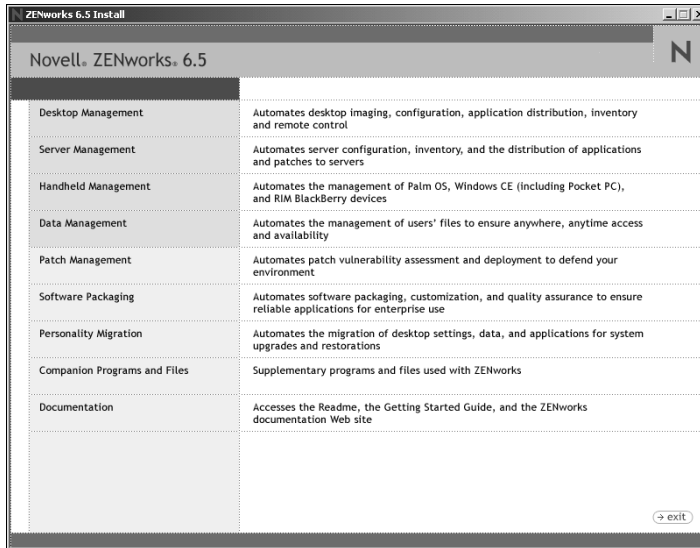 ZENworks 6.5 Install
Novell® ZENworks® 6.5
N
Desktop Management
Automates desktop imaging, configuration, application distribution, inventory
and remote control
Server Management
Automates server configuration, inventory, and the distribution of applications
and patches to servers
Handheld Management
Automates the management of Palm OS, Windows CE (including Pocket PC),
and RIM BlackBerry devices
Data Management
Automates the management of users' files to ensure anywhere, anytime access
and availability
Patch Management
Automates patch vulnerability assessment and deployment to defend your
environment
Software Packaging
Automates software packaging, customization, and quality assurance to ensure
reliable applications for enterprise use
Personality Migration
Automates the migration of desktop settings, data, and applications for system
upgrades and restorations
Companion Programs and Files
Supplementary programs and files used with ZENworks
Documentation
Accesses the Readme, the Getting Started Guide, and the ZENworks
documentation Web site
→ exit